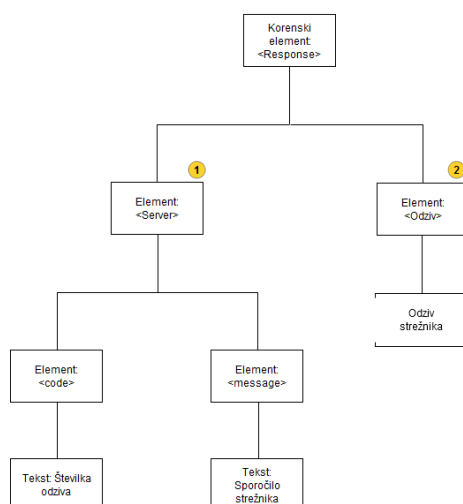 Korenski
element:
<Response>
1
2
Element:
<Server>
Element:
<Odziv>
Odziv
strežnika
Element:
<code>
Element:
<message>
Tekst: Številka
odziva
Tekst:
Sporočilo
strežnika